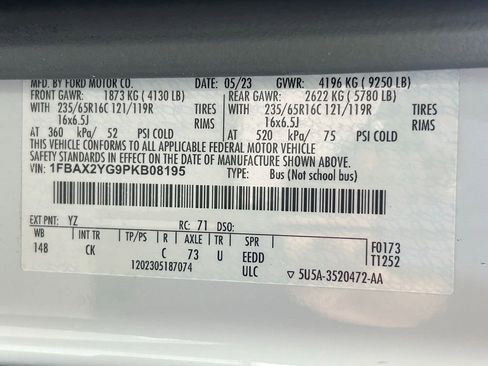 MFD. BY FORD MOTOR CO. 05/23 GVWR: 4196 KG (9250 LB)
FRONT GAWR: 1873 KG (4130 LB) REAR GAWR: 2622 KG (5780 LB)
WITH 235/65R16C 121/119R TIRES WITH 235/65R16C 121/119R TIRES
16x6.5J RIMS 16x6.5J RIMS
AT 360 kPa/ 52 PSI COLD AT 520 kPa/ 75 PSI COLD
THIS VEHICLE CONFORMS TO ALL APPLICABLE FEDERAL MOTOR VEHICLE
SAFETY STANDARDS IN EFFECT ON THE DATE OF MANUFACTURE SHOWN ABOVE.
VIN: 1FBAX2YG9PKB08195 TYPE: Bus (Not school bus)
EXT PNT: YZ RC: 71 DSO:
WB INT TR TP/PS R AXLE TR SPR F0173
148 CK C 73 U EEDD T1252
1202305187074 ULC ▽ 5U5A-3520472-AA